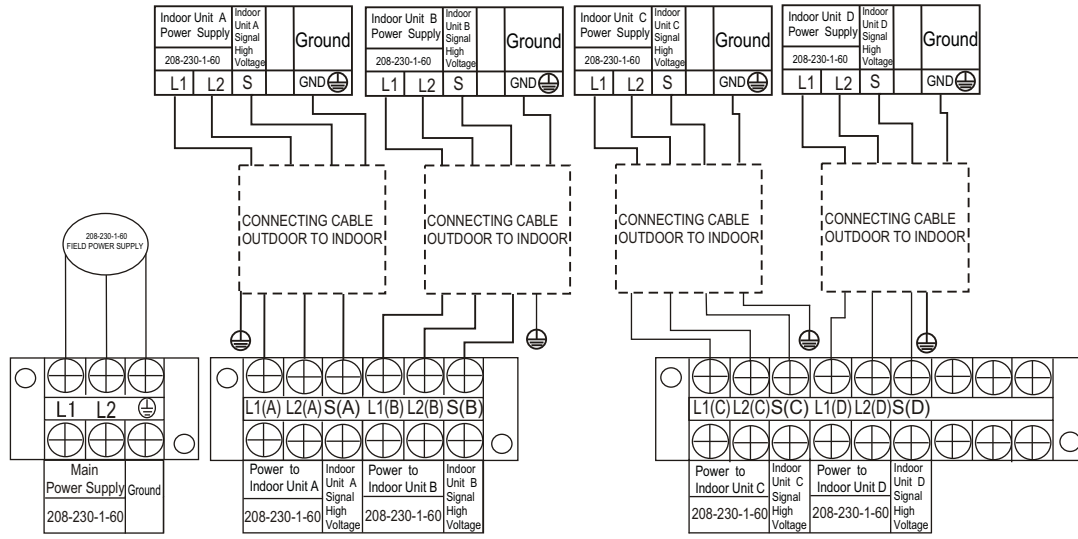 Indoor Unit A
Power Supply
208-230-1-60
Indoor
Unit A
Signal
High
Voltage
Ground
L1 L2 S GND
Indoor Unit B
Power Supply
208-230-1-60
Indoor
Unit B
Signal
High
Voltage
Ground
L1 L2 S GND
Indoor Unit C
Power Supply
208-230-1-60
Indoor
Unit C
Signal
High
Voltage
Ground
L1 L2 S GND
Indoor Unit D
Power Supply
208-230-1-60
Indoor
Unit D
Signal
High
Voltage
Ground
L1 L2 S GND
CONNECTING CABLE
OUTDOOR TO INDOOR
CONNECTING CABLE
OUTDOOR TO INDOOR
CONNECTING CABLE
OUTDOOR TO INDOOR
CONNECTING CABLE
OUTDOOR TO INDOOR
208-230-1-60
FIELD POWER SUPPLY
L1 L2
Main
Power Supply
208-230-1-60
Ground
L1(A) L2(A) S(A) L1(B) L2(B) S(B)
Power to
Indoor Unit A
208-230-1-60
Indoor
Unit A
Signal
High
Voltage
Power to
Indoor Unit B
208-230-1-60
Indoor
Unit B
Signal
High
Voltage
L1(C) L2(C) S(C) L1(D) L2(D) S(D)
Power to
Indoor Unit C
208-230-1-60
Indoor
Unit C
Signal
High
Voltage
Power to
Indoor Unit D
208-230-1-60
Indoor
Unit D
Signal
High
Voltage